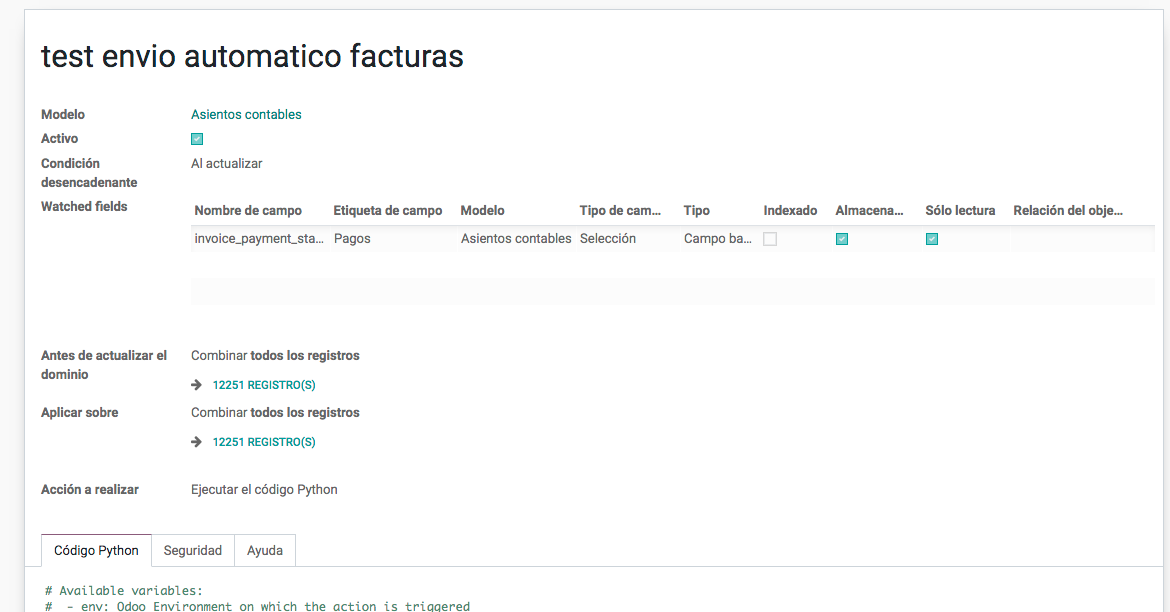 test envio automatico facturas
Modelo Asientos contables
Activo
Condición desencadenante Al actualizar
Watched fields
Nombre de campo Etiqueta de campo Modelo Tipo de cam... Tipo Indexado Almacena... Sólo lectura Relación del obje...
invoice_payment_sta... Pagos Asientos contables Selección Campo ba...
Antes de actualizar el dominio Combinar todos los registros
12251 REGISTRO(S)
Aplicar sobre Combinar todos los registros
12251 REGISTRO(S)
Acción a realizar Ejecutar el código Python
Código Python Seguridad Ayuda
# Available variables:
#  - env: Odoo Environment on which the action is triggered